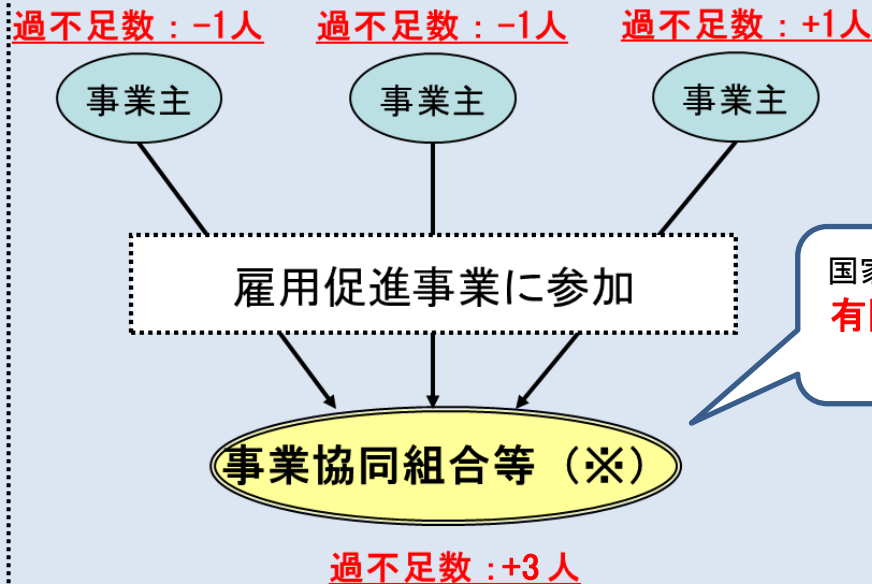 過不足数：-1人 過不足数：-1人 過不足数：+1人
事業主 事業主 事業主
雇用促進事業に参加
国家
有
事業協同組合等（※）
過不足数：+3人